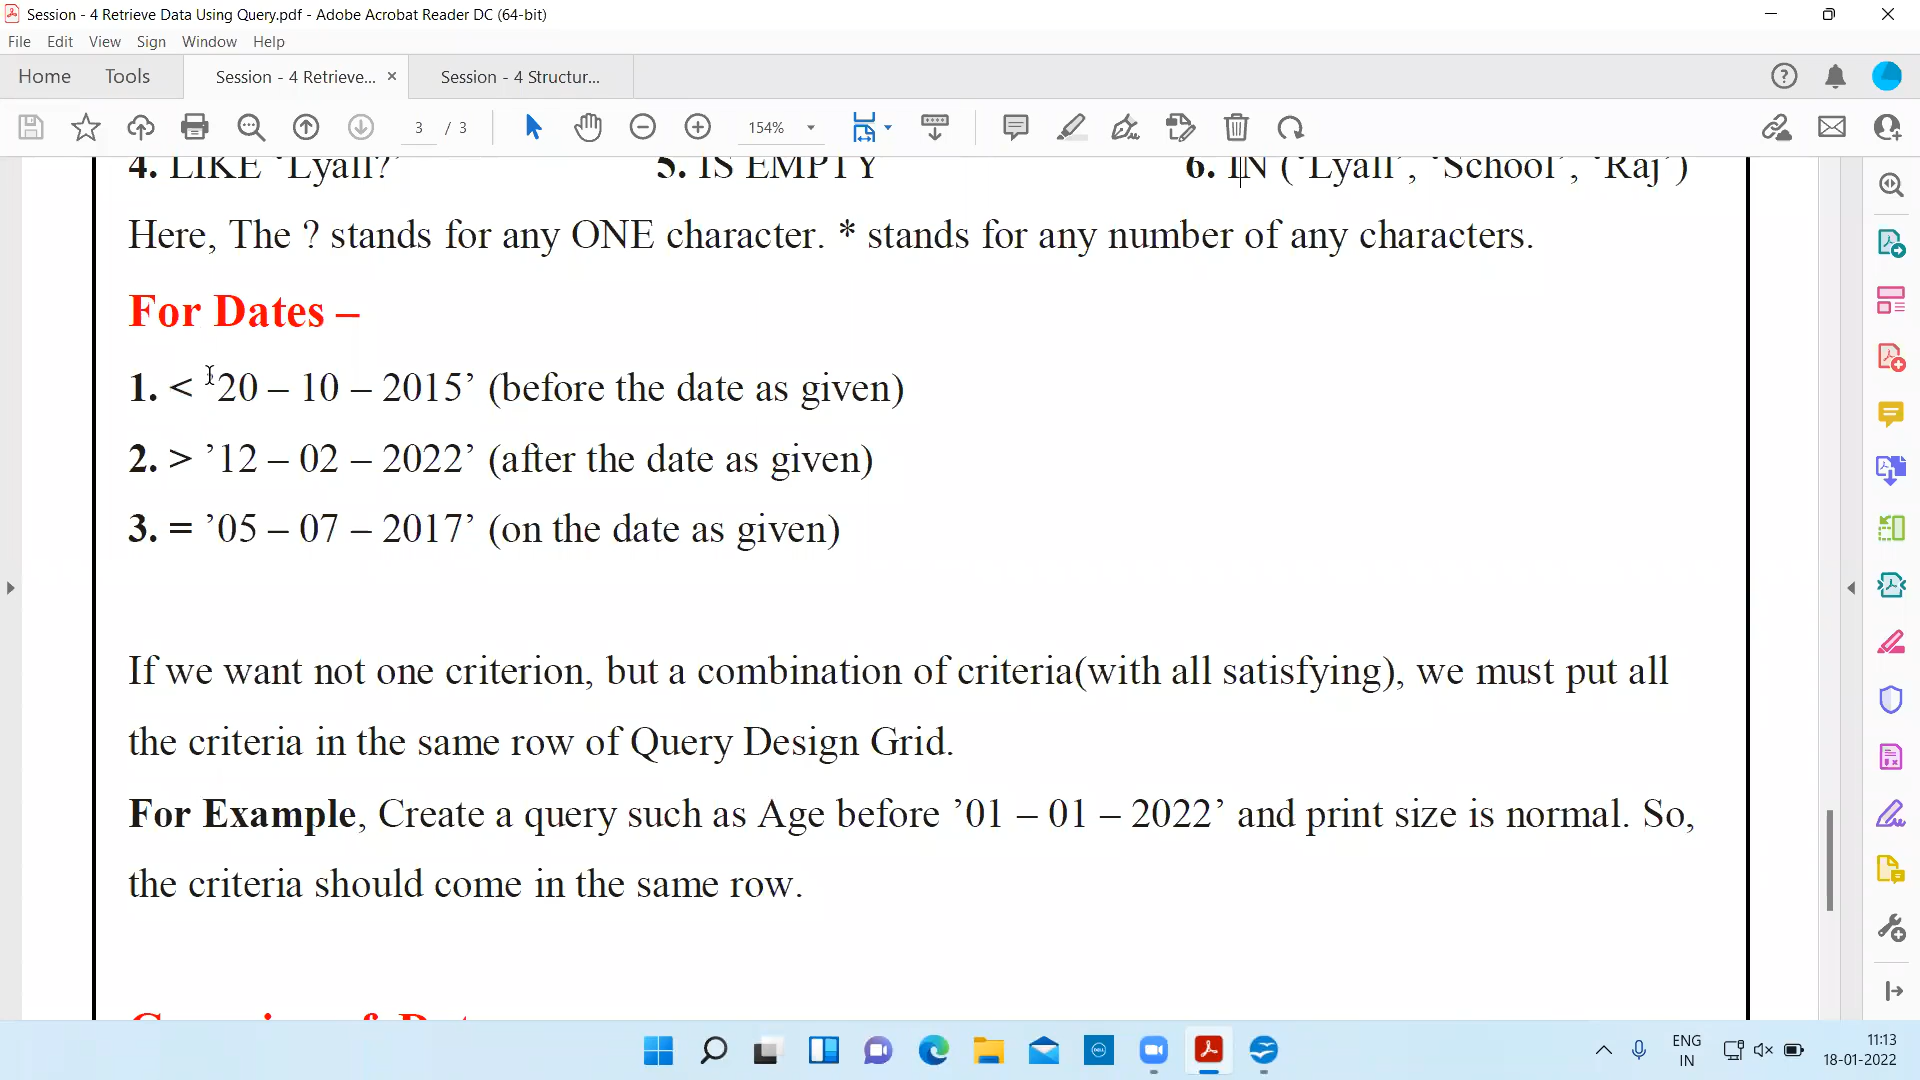 Session - 4 Retrieve Data Using Query.pdf - Adobe Acrobat Reader DC (64-bit)
File Edit View Sign Window Help
Home Tools Session - 4 Retrieve... × Session - 4 Structur...
3 / 3 154%
4. LIKE ‘Lyall?’ 5. IS EMPTY 6. IN (‘Lyall’, ‘School’, ‘Raj’)
Here, The ? stands for any ONE character. * stands for any number of any characters.
For Dates –
1. < ’20 – 10 – 2015’ (before the date as given)
2. > ’12 – 02 – 2022’ (after the date as given)
3. = ’05 – 07 – 2017’ (on the date as given)
If we want not one criterion, but a combination of criteria(with all satisfying), we must put all
the criteria in the same row of Query Design Grid.
For Example, Create a query such as Age before ’01 – 01 – 2022’ and print size is normal. So,
the criteria should come in the same row.
ENG
IN
11:13
18-01-2022